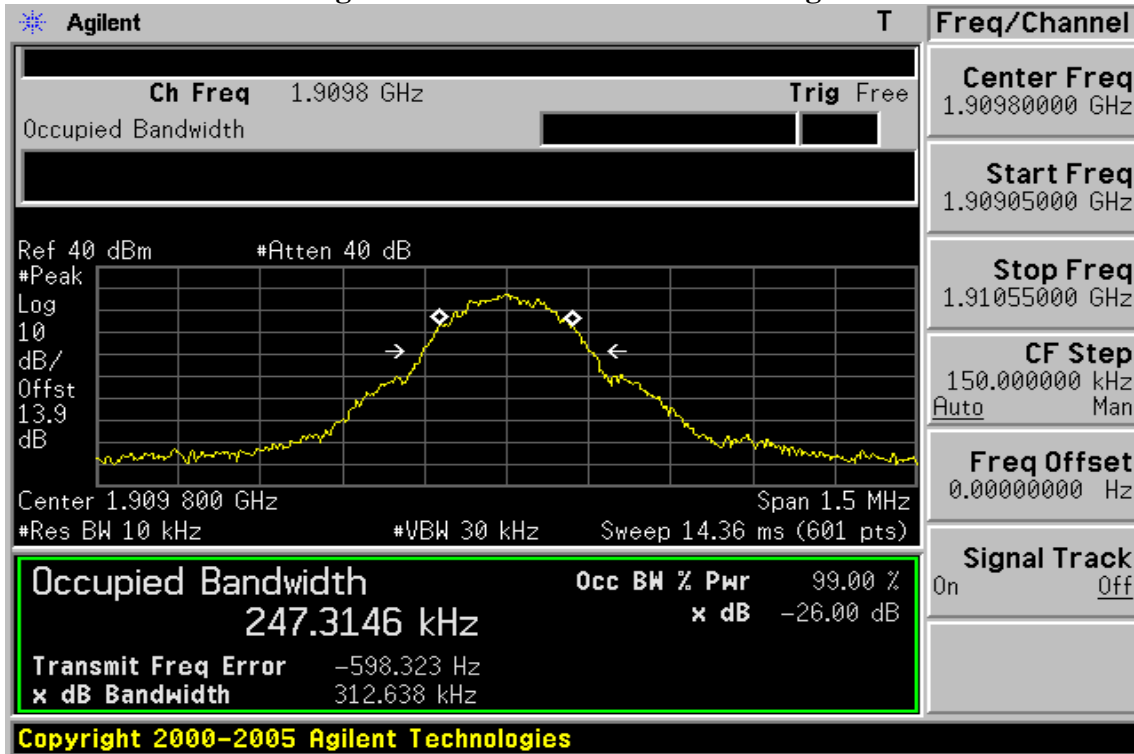 Agilent T Freq/Channel
Ch Freq 1.9098 GHz Trig Free
Occupied Bandwidth
Center Freq
1.90980000 GHz
Start Freq
1.90905000 GHz
Stop Freq
1.91055000 GHz
CF Step
150.000000 kHz
Auto Man
Freq Offset
0.00000000 Hz
Signal Track
On Off
Ref 40 dBm #Atten 40 dB
#Peak
Log
10
dB/
Offst
13.9
dB
Center 1.909 800 GHz Span 1.5 MHz
#Res BW 10 kHz #VBW 30 kHz Sweep 14.36 ms (601 pts)
Occupied Bandwidth Occ BW % Pwr 99.00 %
247.3146 kHz x dB -26.00 dB
Transmit Freq Error -598.323 Hz
x dB Bandwidth 312.638 kHz
Copyright 2000-2005 Agilent Technologies